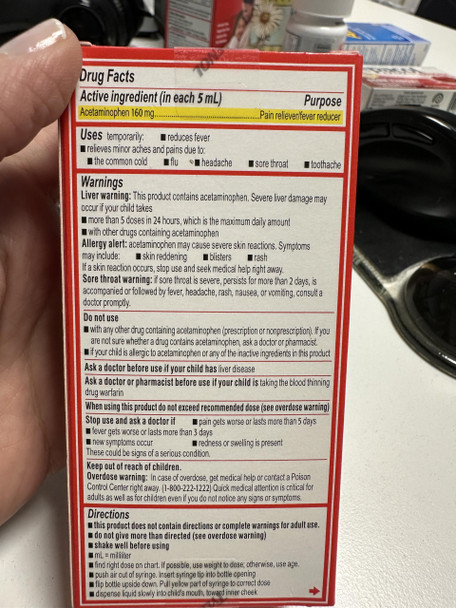 Drug Facts
Active ingredient (in each 5 mL) Purpose
Acetaminophen 160 mg...Pain reliever/fever reducer
Uses temporarily: ■ reduces fever
■ relieves minor aches and pains due to:
■ the common cold ■ flu ■ headache ■ sore throat ■ toothache
Warnings
Liver warning: This product contains acetaminophen. Severe liver damage may
occur if your child takes
■ more than 5 doses in 24 hours, which is the maximum daily amount
■ with other drugs containing acetaminophen
Allergy alert: acetaminophen may cause severe skin reactions. Symptoms
may include: ■ skin reddening ■ blisters ■ rash
If a skin reaction occurs, stop use and seek medical help right away.
Sore throat warning: if sore throat is severe, persists for more than 2 days, is
accompanied or followed by fever, headache, rash, nausea, or vomiting, consult a
doctor promptly.
Do not use
■ with any other drug containing acetaminophen (prescription or nonprescription). If you
are not sure whether a drug contains acetaminophen, ask a doctor or pharmacist.
■ if your child is allergic to acetaminophen or any of the inactive ingredients in this product
Ask a doctor before use if your child has liver disease
Ask a doctor or pharmacist before use if your child is taking the blood thinning
drug warfarin
When using this product do not exceed recommended dose (see overdose warning)
Stop use and ask a doctor if ■ pain gets worse or lasts more than 5 days
■ fever gets worse or lasts more than 3 days
■ new symptoms occur ■ redness or swelling is present
These could be signs of a serious condition.
Keep out of reach of children.
Overdose warning: In case of overdose, get medical help or contact a Poison
Control Center right away. (1-800-222-1222) Quick medical attention is critical for
adults as well as for children even if you do not notice any signs or symptoms.
Directions
■ this product does not contain directions or complete warnings for adult use.
■ do not give more than directed (see overdose warning)
■ shake well before using
■ mL = milliliter
■ find right dose on chart. If possible, use weight to dose; otherwise, use age.
■ push air out of syringe. Insert syringe tip into bottle opening
■ flip bottle upside down. Pull yellow part of syringe to correct dose
■ dispense liquid slowly into child's mouth, toward inner cheek